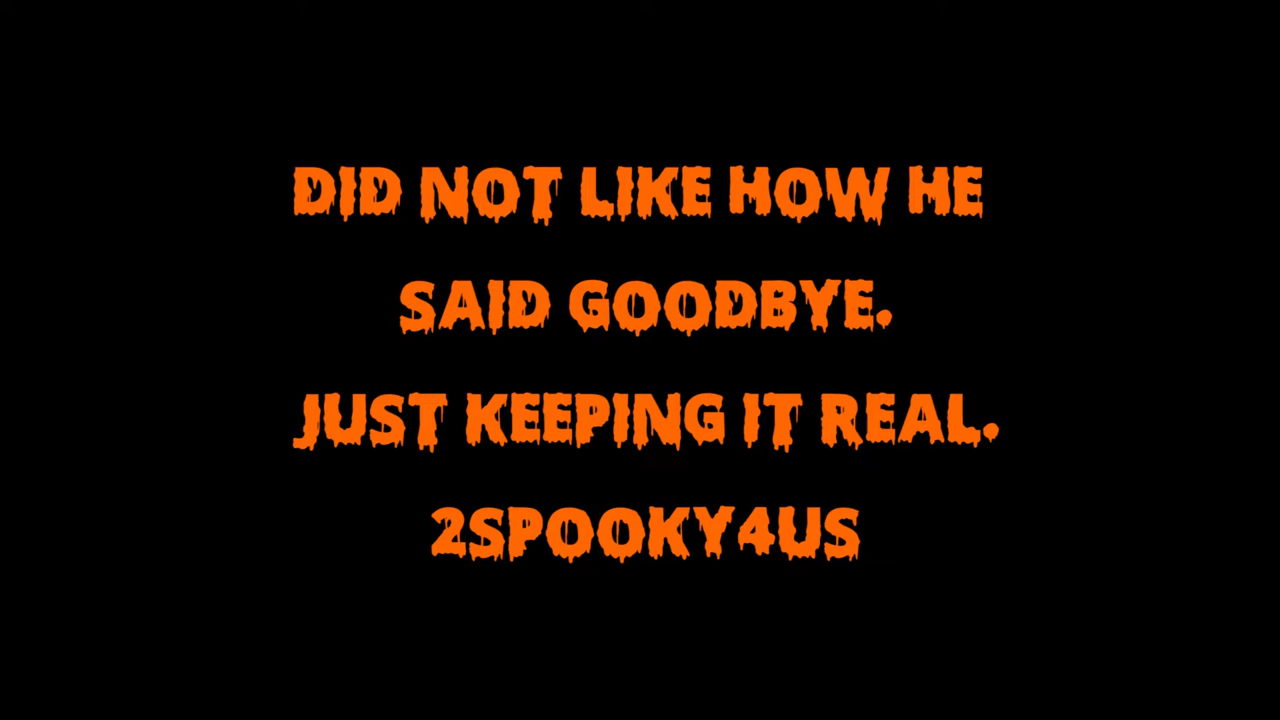 DID NOT LIKE HOW HE
SAID GOODBYE.
JUST KEEPING IT REAL.
2SPOOKY4US